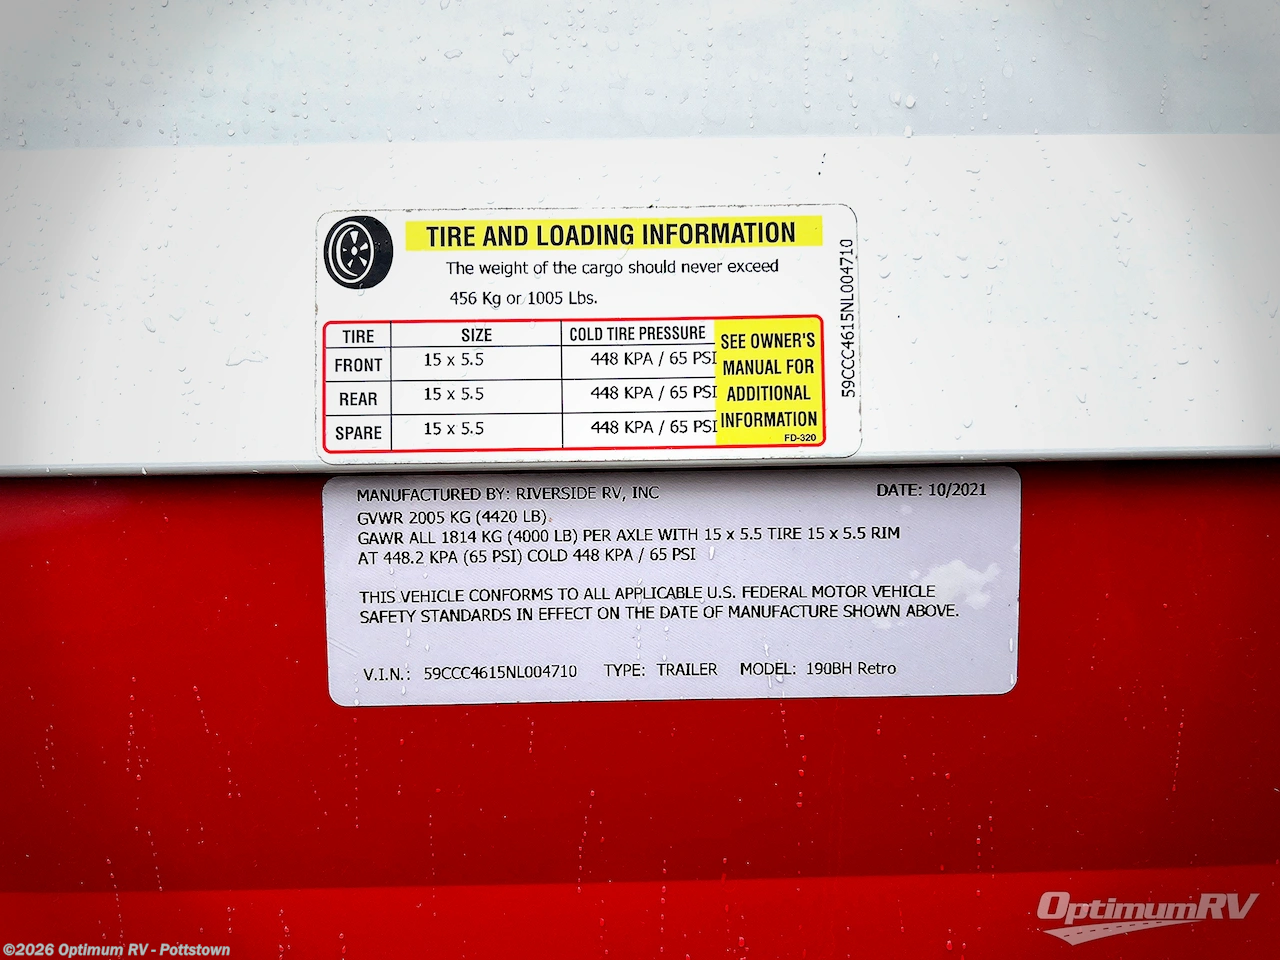 TIRE AND LOADING INFORMATION
The weight of the cargo should never exceed
456 Kg or 1005 Lbs.
TIRE SIZE COLD TIRE PRESSURE
FRONT 15 x 5.5 448 KPA / 65 PSI
REAR 15 x 5.5 448 KPA / 65 PSI
SPARE 15 x 5.5 448 KPA / 65 PSI
SEE OWNER'S
MANUAL FOR
ADDITIONAL
INFORMATION
FD-320
59CCC4615NL004710
MANUFACTURED BY: RIVERSIDE RV, INC DATE: 10/2021
GVWR 2005 KG (4420 LB)
GAWR ALL 1814 KG (4000 LB) PER AXLE WITH 15 x 5.5 TIRE 15 x 5.5 RIM
AT 448.2 KPA (65 PSI) COLD 448 KPA / 65 PSI
THIS VEHICLE CONFORMS TO ALL APPLICABLE U.S. FEDERAL MOTOR VEHICLE
SAFETY STANDARDS IN EFFECT ON THE DATE OF MANUFACTURE SHOWN ABOVE.
V.I.N.: 59CCC4615NL004710 TYPE: TRAILER MODEL: 190BH Retro
OptimumRV
©2026 Optimum RV - Pottstown